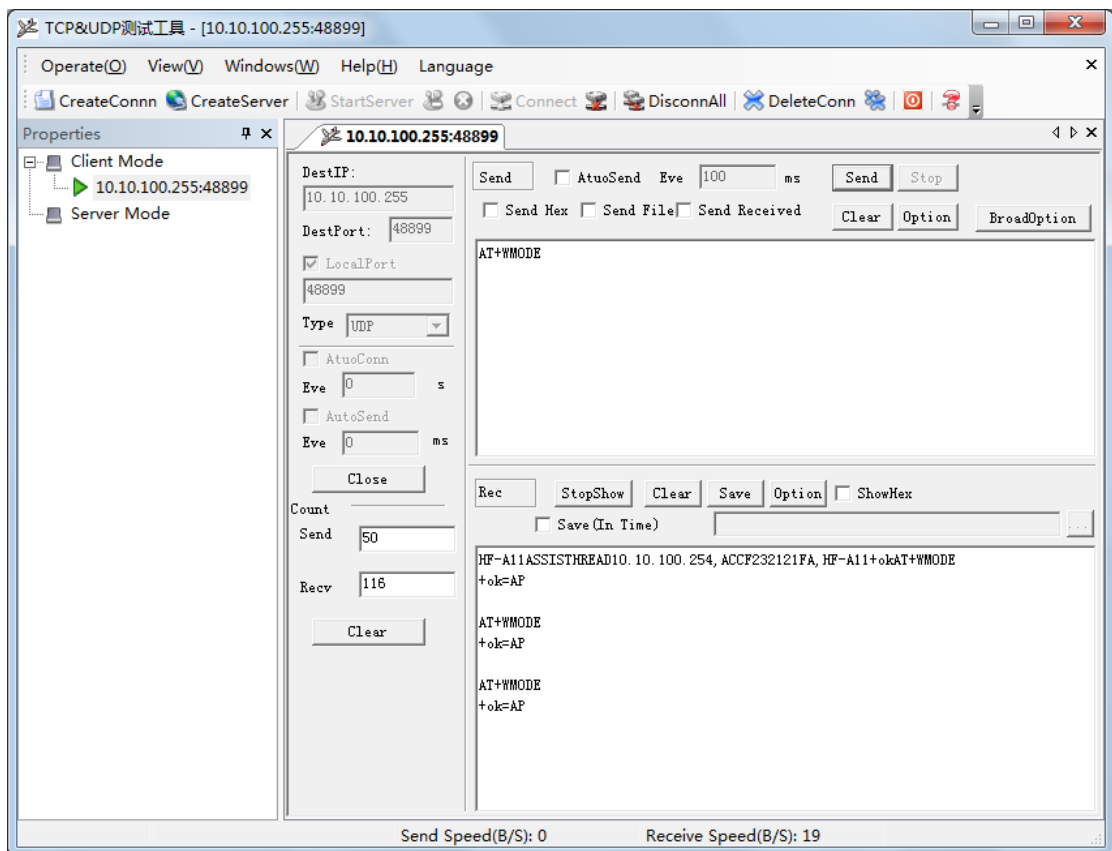 TCP&UDP测试工具 - [10.10.100.255:48899]
Operate(O) View(V) Windows(W) Help(H) Language
CreateConnn CreateServer StartServer Connect DisconnAll DeleteConn
Properties
Client Mode
10.10.100.255:48899
Server Mode
10.10.100.255:48899
DestIP:
10.10.100.255
DestPort: 48899
LocalPort
48899
Type UDP
AtuoConn
Eve 0 s
AutoSend
Eve 0 ms
Close
Count
Send 50
Recv 116
Clear
Send AtuoSend Eve 100 ms Send Stop
Send Hex Send File Send Received Clear Option BroadOption
AT+WMODE
Rec StopShow Clear Save Option ShowHex
Save(In Time) ...
HF-A11ASSISTHREAD10.10.100.254,ACCF232121FA,HF-A11+okAT+WMODE
+ok=AP
AT+WMODE
+ok=AP
AT+WMODE
+ok=AP
Send Speed(B/S): 0 Receive Speed(B/S): 19